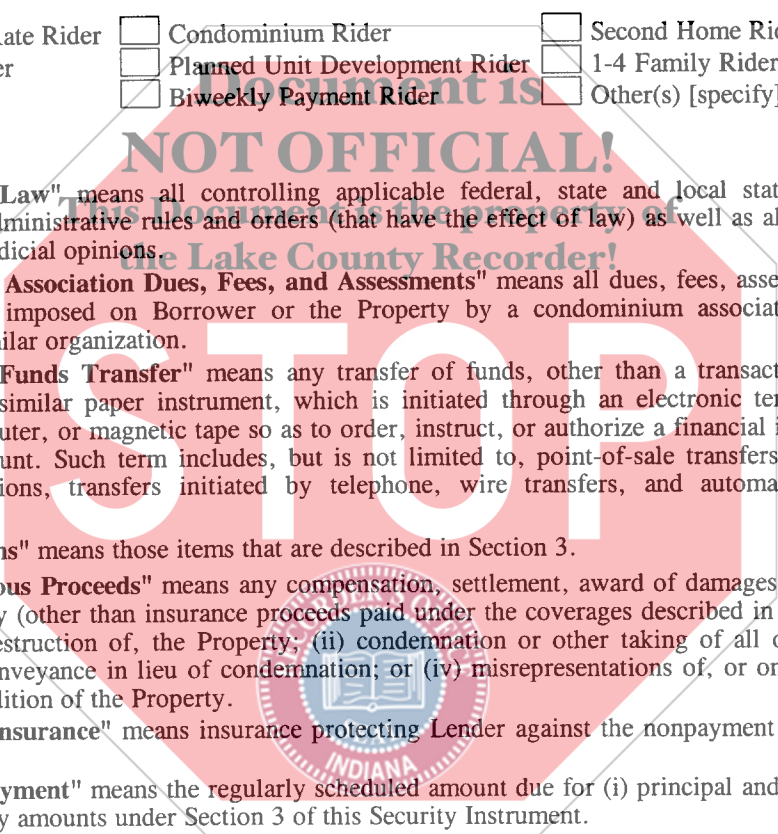 ate Rider Condominium Rider Second Home Rid
er Planned Unit Development Rider 1-4 Family Rider
Biweekly Payment Rider Other(s) [specify]
Document is
NOT OFFICIAL!
This Document is the property of
the Lake County Recorder!
STOP
Law" means all controlling applicable federal, state and local stat
dministrative rules and orders (that have the effect of law) as well as al
dicial opinions.
Association Dues, Fees, and Assessments" means all dues, fees, asse
imposed on Borrower or the Property by a condominium associat
ilar organization.
Funds Transfer" means any transfer of funds, other than a transact
similar paper instrument, which is initiated through an electronic ter
uter, or magnetic tape so as to order, instruct, or authorize a financial i
unt. Such term includes, but is not limited to, point-of-sale transfers
ions, transfers initiated by telephone, wire transfers, and automa
ns" means those items that are described in Section 3.
ous Proceeds" means any compensation, settlement, award of damages
y (other than insurance proceeds paid under the coverages described in
estruction of, the Property; (ii) condemnation or other taking of all o
nveyance in lieu of condemnation; or (iv) misrepresentations of, or or
lition of the Property.
nsurance" means insurance protecting Lender against the nonpayment
yment" means the regularly scheduled amount due for (i) principal and
y amounts under Section 3 of this Security Instrument.
SEAL
INDIANA